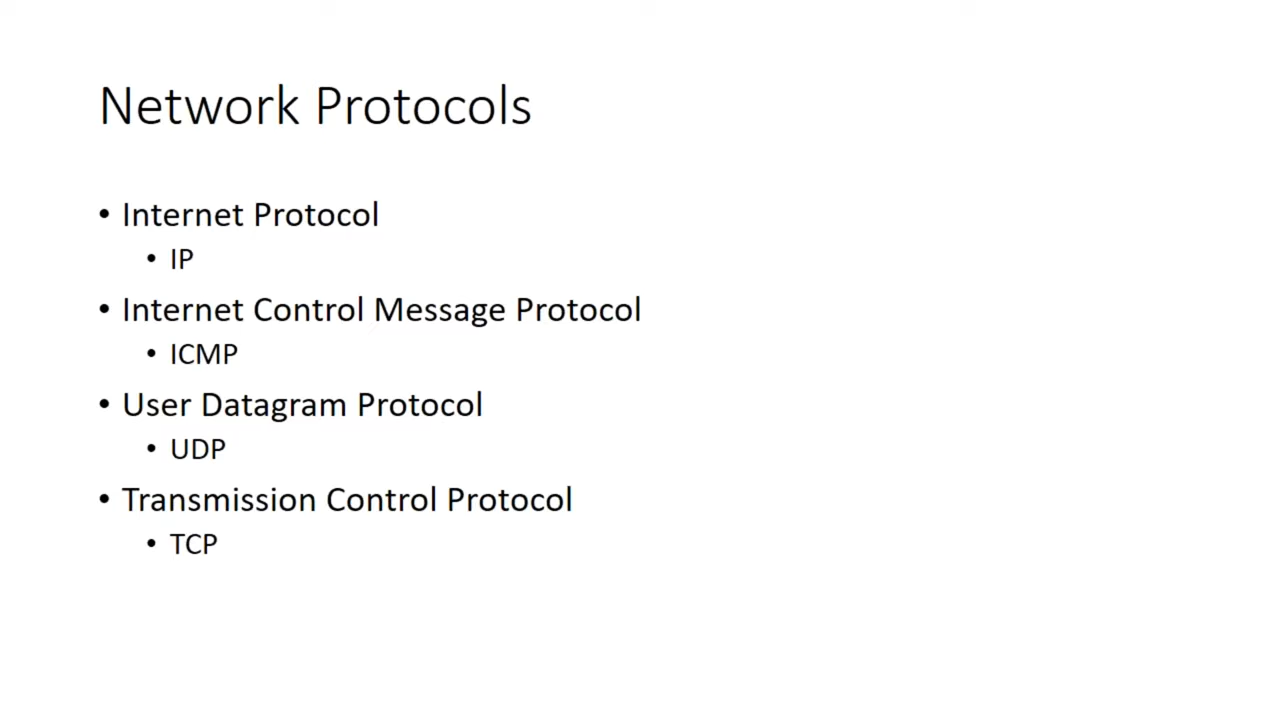 Network Protocols
• Internet Protocol
• IP
• Internet Control Message Protocol
• ICMP
• User Datagram Protocol
• UDP
• Transmission Control Protocol
• TCP